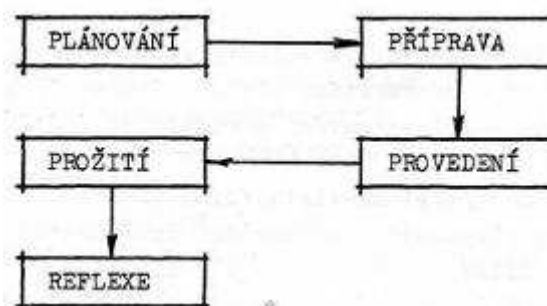 PLÁNOVÁNÍ
PŘÍPRAVA
PROŽITÍ
PROVEDENÍ
REFLEXE